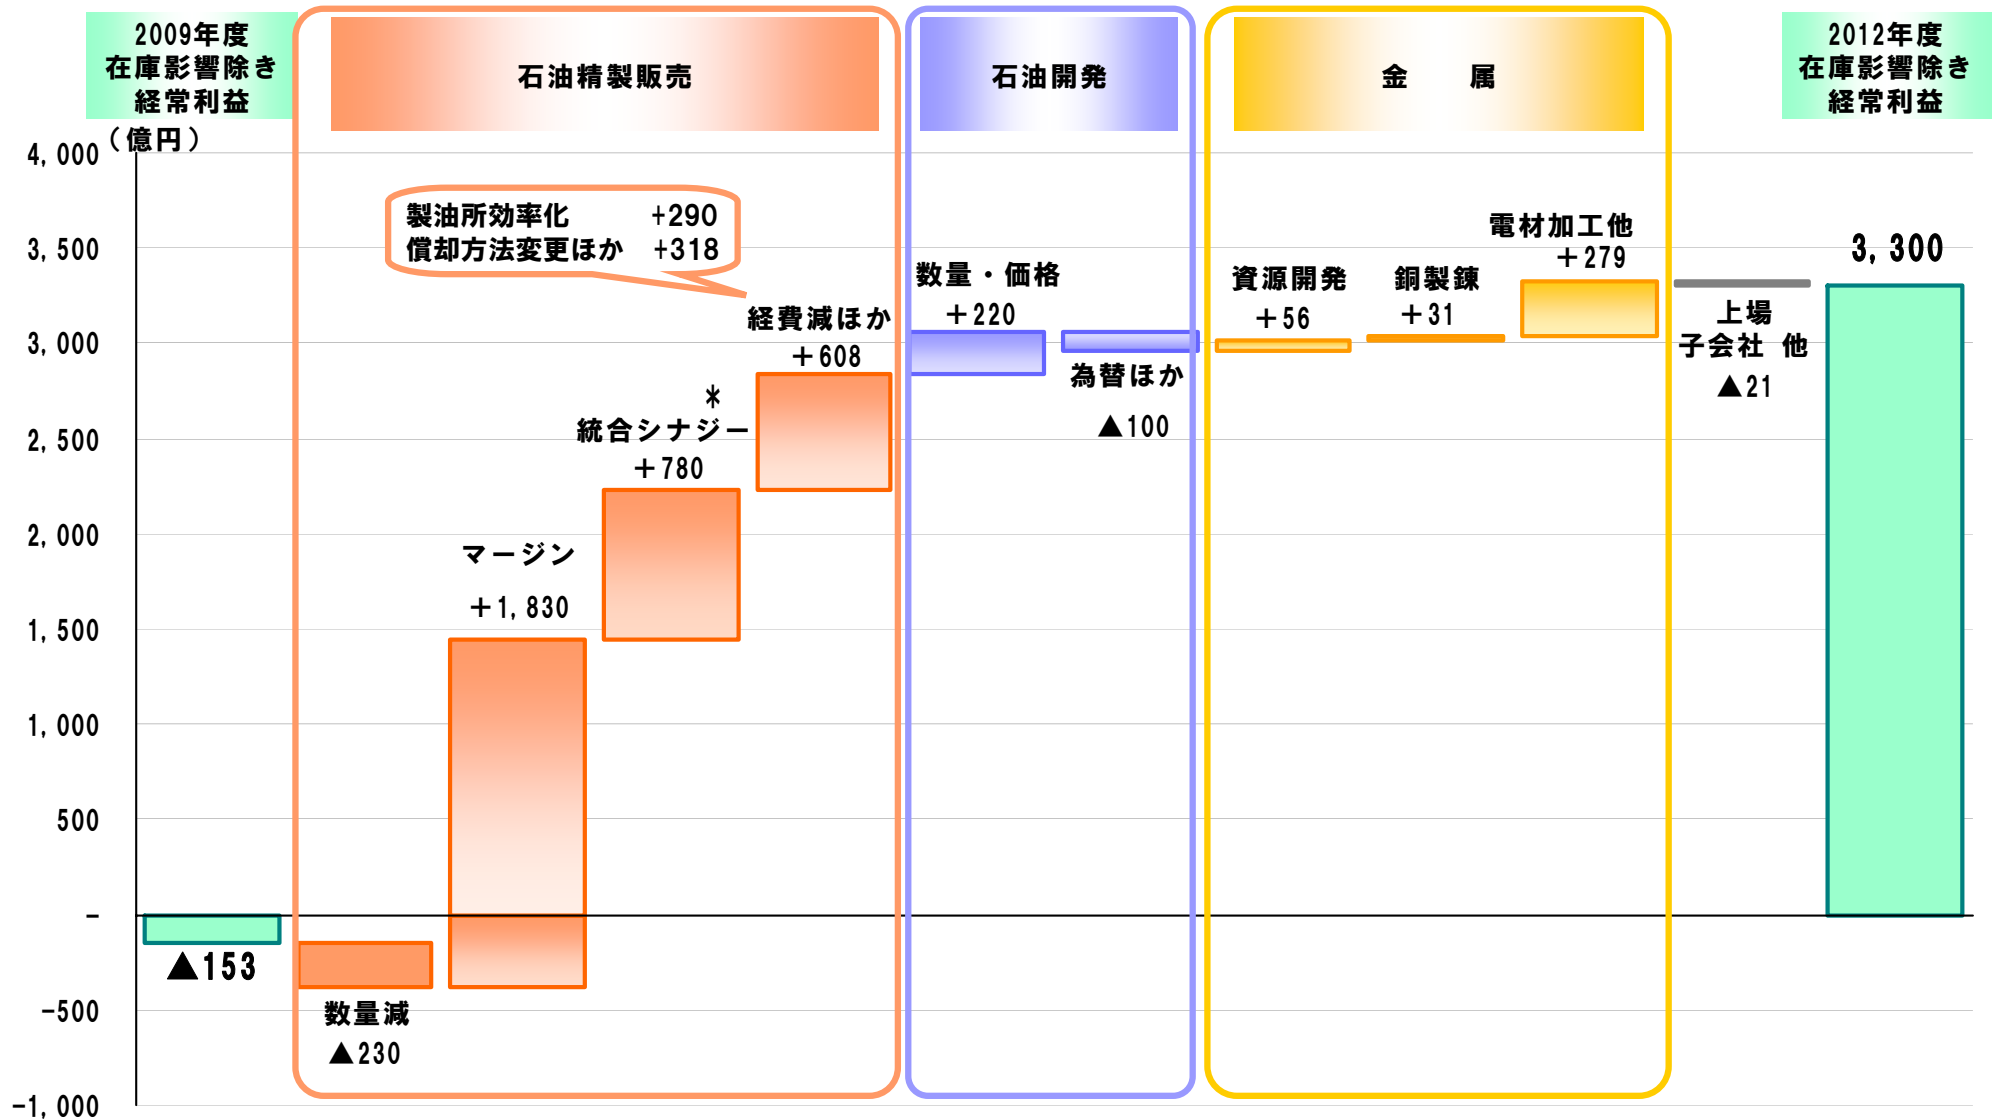 2009年度
在庫影響除き
経常利益
(億円)
石油精製販売
石油開発
金 属
2012年度
在庫影響除き
経常利益
4,000
3,500
3,000
2,500
2,000
1,500
1,000
500
-
-500
-1,000
▲153
数量減
▲230
マージン
+1,830
*
統合シナジー
+780
製油所効率化 +290
償却方法変更ほか +318
経費減ほか
+608
数量・価格
+220
為替ほか
▲100
資源開発
+56
銅製錬
+31
電材加工他
+279
上場
子会社 他
▲21
3,300